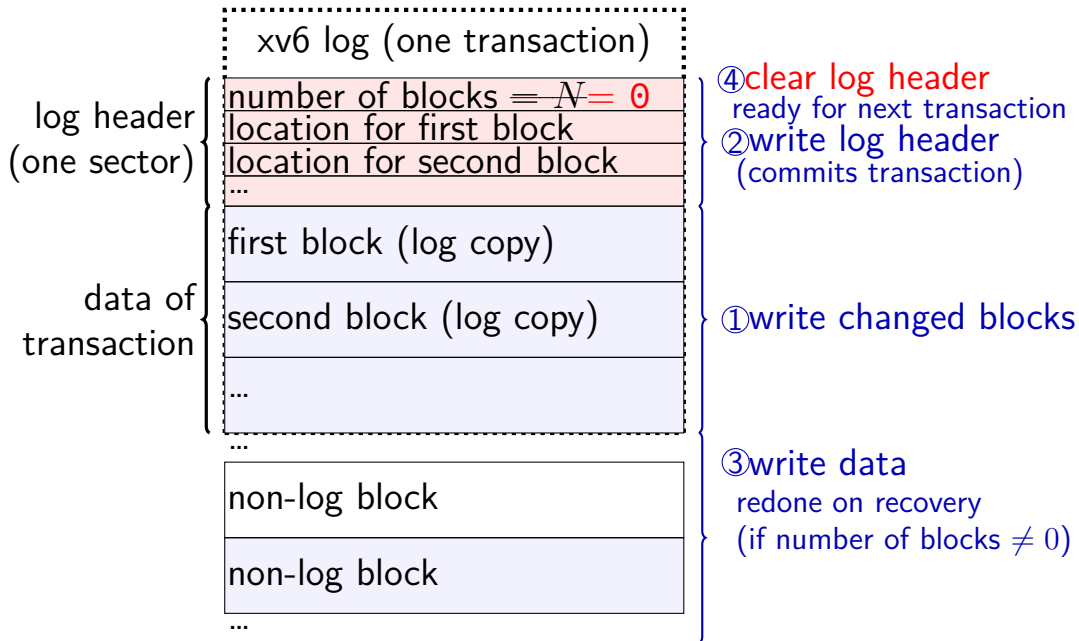 xv6 log (one transaction)
log header
(one sector)
number of blocks = N = 0
location for first block
location for second block
...
④clear log header
ready for next transaction
②write log header
(commits transaction)
data of
transaction
first block (log copy)
second block (log copy)
...
①write changed blocks
...
non-log block
non-log block
...
③write data
redone on recovery
(if number of blocks ≠ 0)